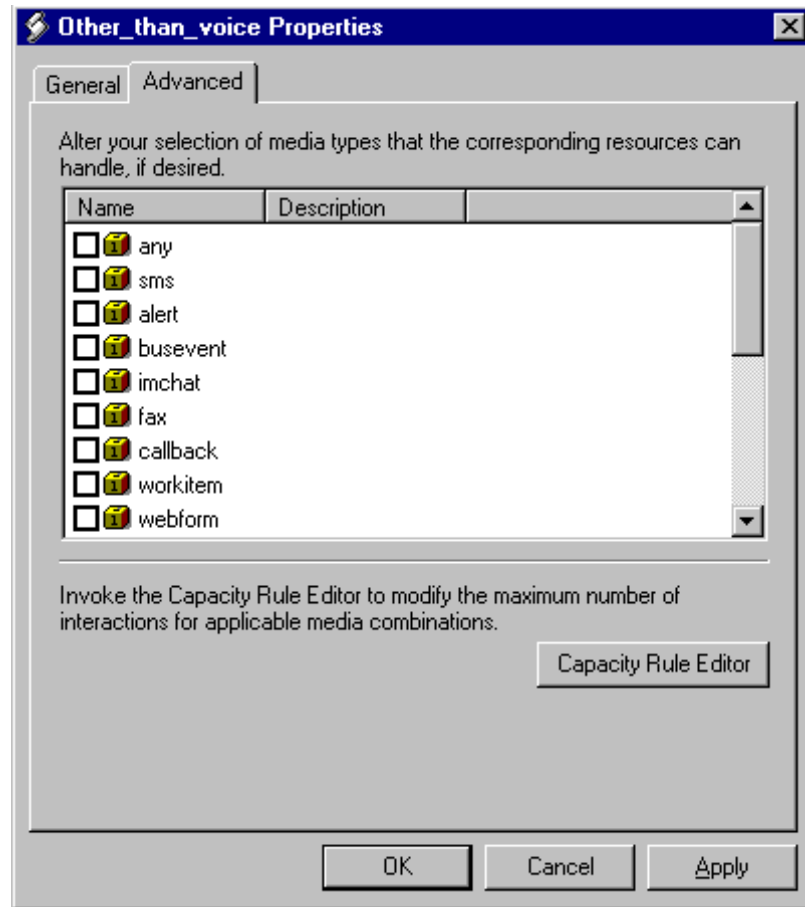 Other_than_voice Properties
General
Advanced
Alter your selection of media types that the corresponding resources can
handle, if desired.
Name
Description
any
sms
alert
busevent
imchat
fax
callback
workitem
webform
Invoke the Capacity Rule Editor to modify the maximum number of
interactions for applicable media combinations.
Capacity Rule Editor
OK
Cancel
Apply